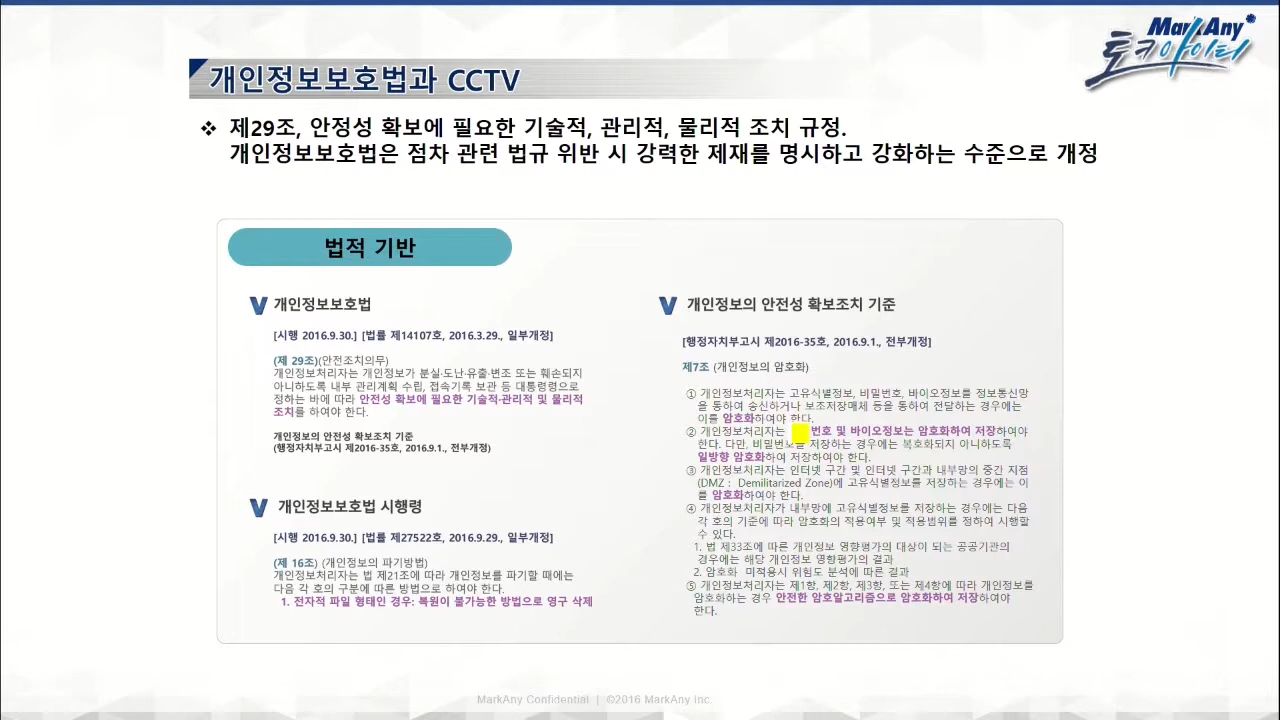 MarkAny
토크아이티
개인정보보호법과 CCTV
❖ 제29조, 안정성 확보에 필요한 기술적, 관리적, 물리적 조치 규정.
개인정보보호법은 점차 관련 법규 위반 시 강력한 제재를 명시하고 강화하는 수준으로 개정
법적 기반
V 개인정보보호법
[시행 2016.9.30.] [법률 제14107호, 2016.3.29., 일부개정]
(제 29조)(안전조치의무)
개인정보처리자는 개인정보가 분실·도난·유출·변조 또는 훼손되지
아니하도록 내부 관리계획 수립, 접속기록 보관 등 대통령령으로
정하는 바에 따라 안전성 확보에 필요한 기술적·관리적 및 물리적
조치를 하여야 한다.
개인정보의 안전성 확보조치 기준
(행정자치부고시 제2016-35호, 2016.9.1., 전부개정)
V 개인정보보호법 시행령
[시행 2016.9.30.] [법률 제27522호, 2016.9.29., 일부개정]
(제 16조) (개인정보의 파기방법)
개인정보처리자는 법 제21조에 따라 개인정보를 파기할 때에는
다음 각 호의 구분에 따른 방법으로 하여야 한다.
1. 전자적 파일 형태인 경우: 복원이 불가능한 방법으로 영구 삭제
V 개인정보의 안전성 확보조치 기준
[행정자치부고시 제2016-35호, 2016.9.1., 전부개정]
제7조 (개인정보의 암호화)
① 개인정보처리자는 고유식별정보, 비밀번호, 바이오정보를 정보통신망
을 통하여 송신하거나 보조저장매체 등을 통하여 전달하는 경우에는
이를 암호화하여야 한다.
② 개인정보처리자는 번호 및 바이오정보는 암호화하여 저장하여야
한다. 다만, 비밀번호를 저장하는 경우에는 복호화되지 아니하도록
일방향 암호화하여 저장하여야 한다.
③ 개인정보처리자는 인터넷 구간 및 인터넷 구간과 내부망의 중간 지점
(DMZ : Demilitarized Zone)에 고유식별정보를 저장하는 경우에는 이
를 암호화하여야 한다.
④ 개인정보처리자가 내부망에 고유식별정보를 저장하는 경우에는 다음
각 호의 기준에 따라 암호화의 적용여부 및 적용범위를 정하여 시행할
수 있다.
1. 법 제33조에 따른 개인정보 영향평가의 대상이 되는 공공기관의
경우에는 해당 개인정보 영향평가의 결과
2. 암호화 미적용시 위험도 분석에 따른 결과
⑤ 개인정보처리자는 제1항, 제2항, 제3항, 또는 제4항에 따라 개인정보를
암호화하는 경우 안전한 암호알고리즘으로 암호화하여 저장하여야
한다.
MarkAny Confidential | ©2016 MarkAny Inc.